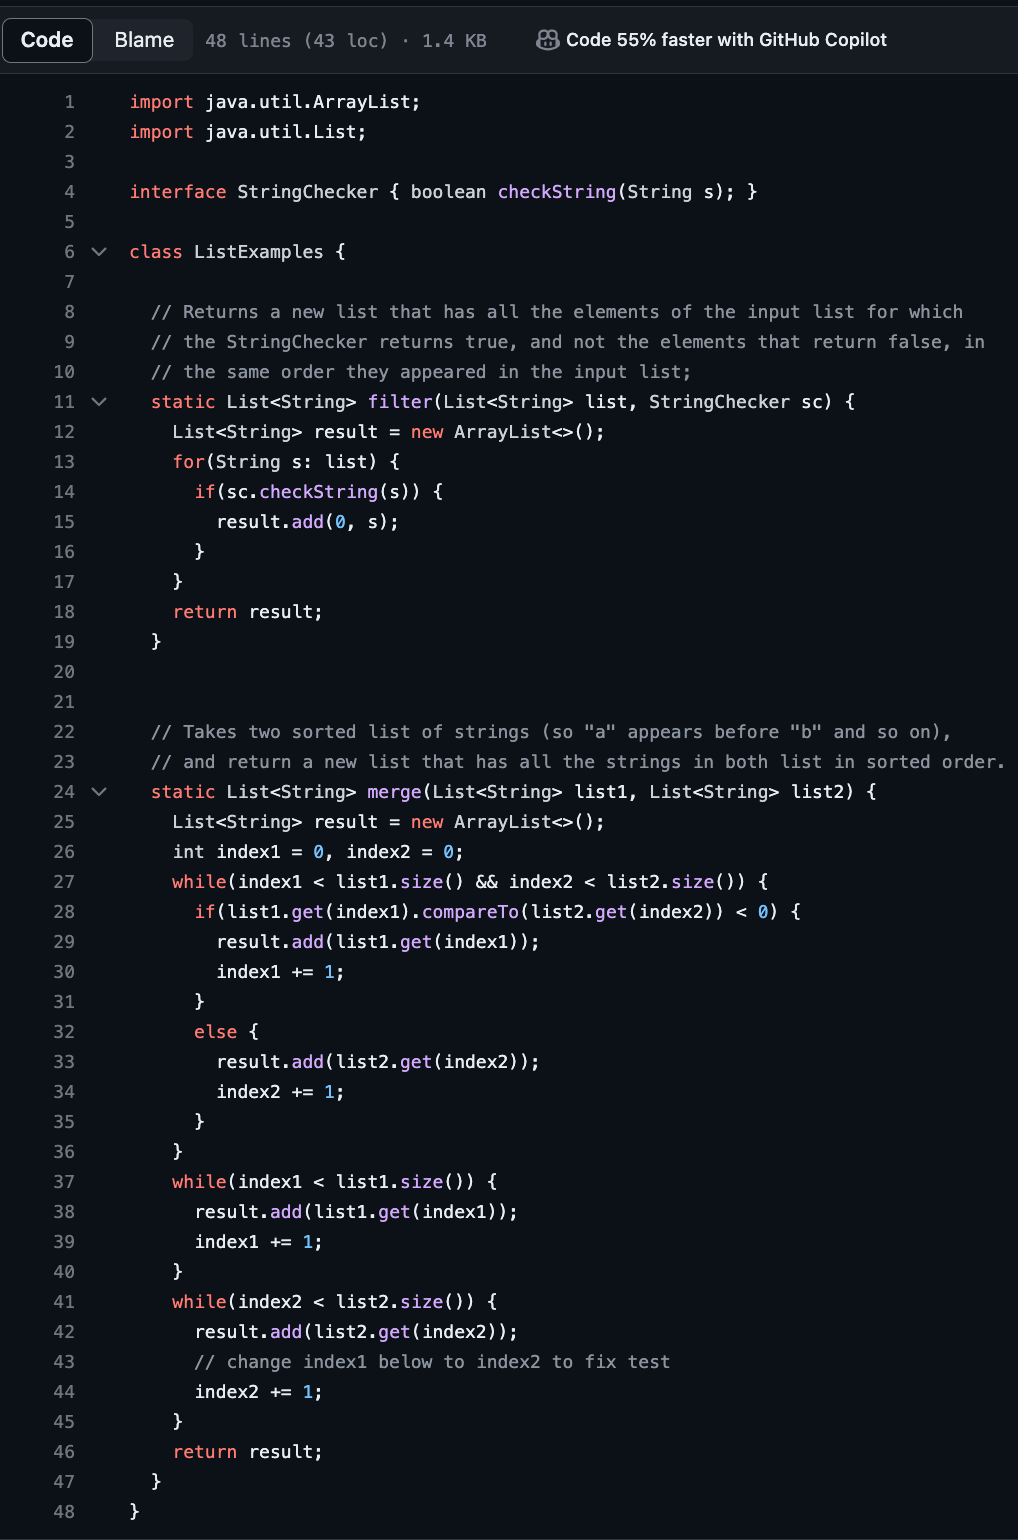 Code Blame 48 lines (43 loc) · 1.4 KB Code 55% faster with GitHub Copilot
1 import java.util.ArrayList;
2 import java.util.List;
3
4 interface StringChecker { boolean checkString(String s); }
5
6 class ListExamples {
7
8   // Returns a new list that has all the elements of the input list for which
9   // the StringChecker returns true, and not the elements that return false, in
10   // the same order they appeared in the input list;
11   static List<String> filter(List<String> list, StringChecker sc) {
12     List<String> result = new ArrayList<>();
13     for(String s: list) {
14       if(sc.checkString(s)) {
15         result.add(0, s);
16       }
17     }
18     return result;
19   }
20
21
22   // Takes two sorted list of strings (so "a" appears before "b" and so on),
23   // and return a new list that has all the strings in both list in sorted order.
24   static List<String> merge(List<String> list1, List<String> list2) {
25     List<String> result = new ArrayList<>();
26     int index1 = 0, index2 = 0;
27     while(index1 < list1.size() && index2 < list2.size()) {
28       if(list1.get(index1).compareTo(list2.get(index2)) < 0) {
29         result.add(list1.get(index1));
30         index1 += 1;
31       }
32       else {
33         result.add(list2.get(index2));
34         index2 += 1;
35       }
36     }
37     while(index1 < list1.size()) {
38       result.add(list1.get(index1));
39       index1 += 1;
40     }
41     while(index2 < list2.size()) {
42       result.add(list2.get(index2));
43       // change index1 below to index2 to fix test
44       index2 += 1;
45     }
46     return result;
47   }
48 }